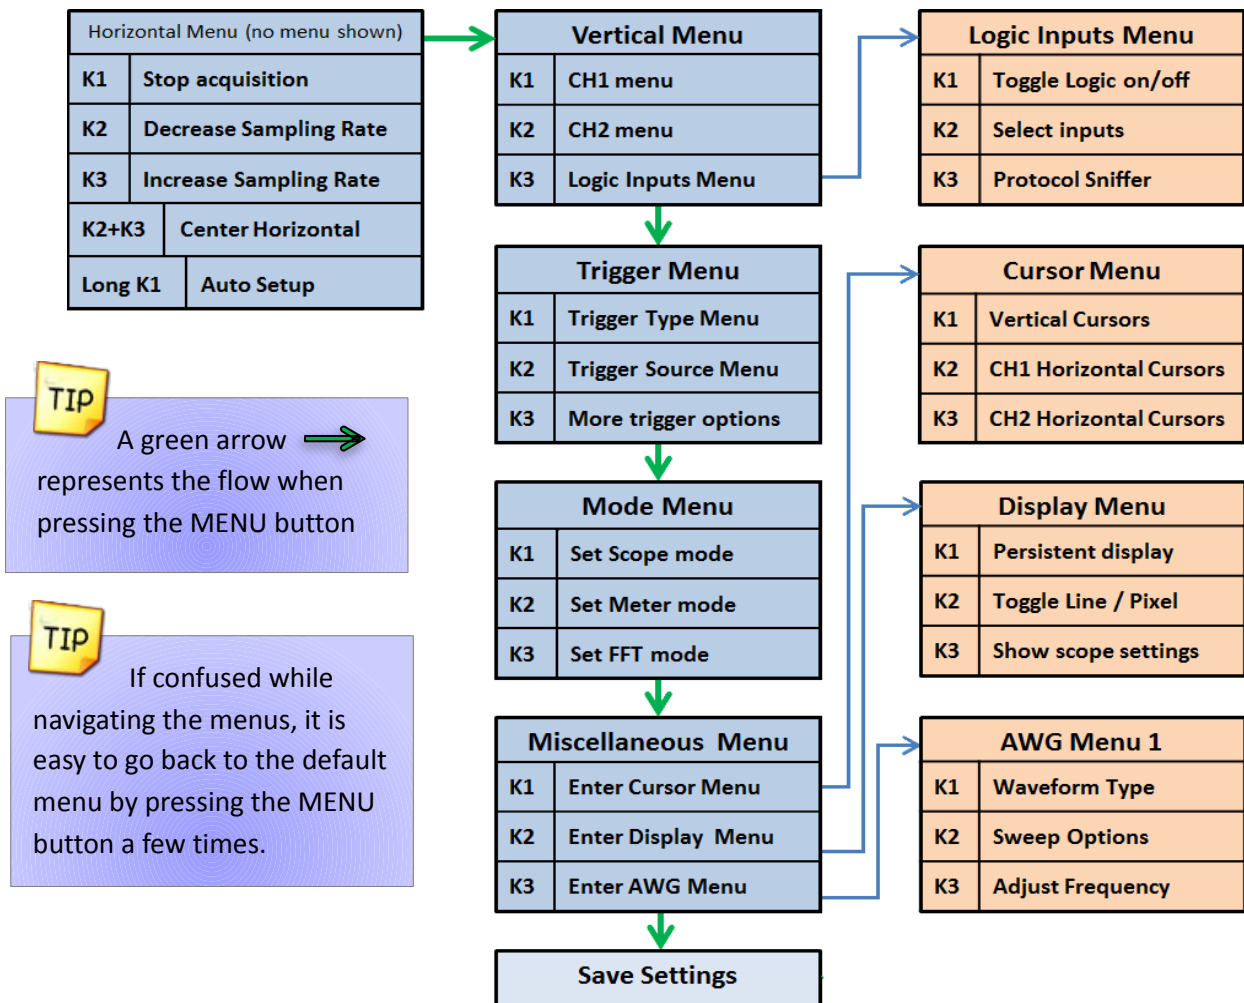 Horizontal Menu (no menu shown)
K1 Stop acquisition
K2 Decrease Sampling Rate
K3 Increase Sampling Rate
K2+K3 Center Horizontal
Long K1 Auto Setup
TIP
A green arrow
represents the flow when
pressing the MENU button
TIP
If confused while
navigating the menus, it is
easy to go back to the default
menu by pressing the MENU
button a few times.
Vertical Menu
K1 CH1 menu
K2 CH2 menu
K3 Logic Inputs Menu
Trigger Menu
K1 Trigger Type Menu
K2 Trigger Source Menu
K3 More trigger options
Mode Menu
K1 Set Scope mode
K2 Set Meter mode
K3 Set FFT mode
Miscellaneous Menu
K1 Enter Cursor Menu
K2 Enter Display Menu
K3 Enter AWG Menu
Save Settings
Logic Inputs Menu
K1 Toggle Logic on/off
K2 Select inputs
K3 Protocol Sniffer
Cursor Menu
K1 Vertical Cursors
K2 CH1 Horizontal Cursors
K3 CH2 Horizontal Cursors
Display Menu
K1 Persistent display
K2 Toggle Line / Pixel
K3 Show scope settings
AWG Menu 1
K1 Waveform Type
K2 Sweep Options
K3 Adjust Frequency